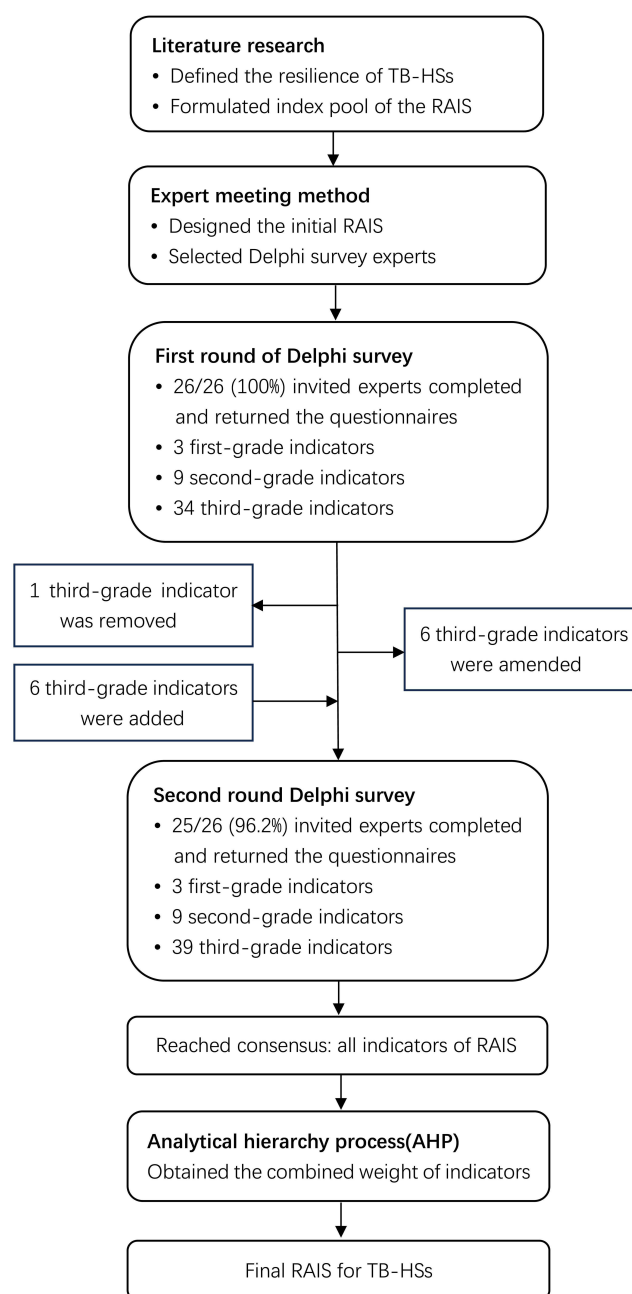 Literature research
• Defined the resilience of TB-HSs
• Formulated index pool of the RAIS
Expert meeting method
• Designed the initial RAIS
• Selected Delphi survey experts
First round of Delphi survey
• 26/26 (100%) invited experts completed
and returned the questionnaires
• 3 first-grade indicators
• 9 second-grade indicators
• 34 third-grade indicators
1 third-grade indicator
was removed
6 third-grade indicators
were amended
6 third-grade indicators
were added
Second round Delphi survey
• 25/26 (96.2%) invited experts completed
and returned the questionnaires
• 3 first-grade indicators
• 9 second-grade indicators
• 39 third-grade indicators
Reached consensus: all indicators of RAIS
Analytical hierarchy process(AHP)
Obtained the combined weight of indicators
Final RAIS for TB-HSs